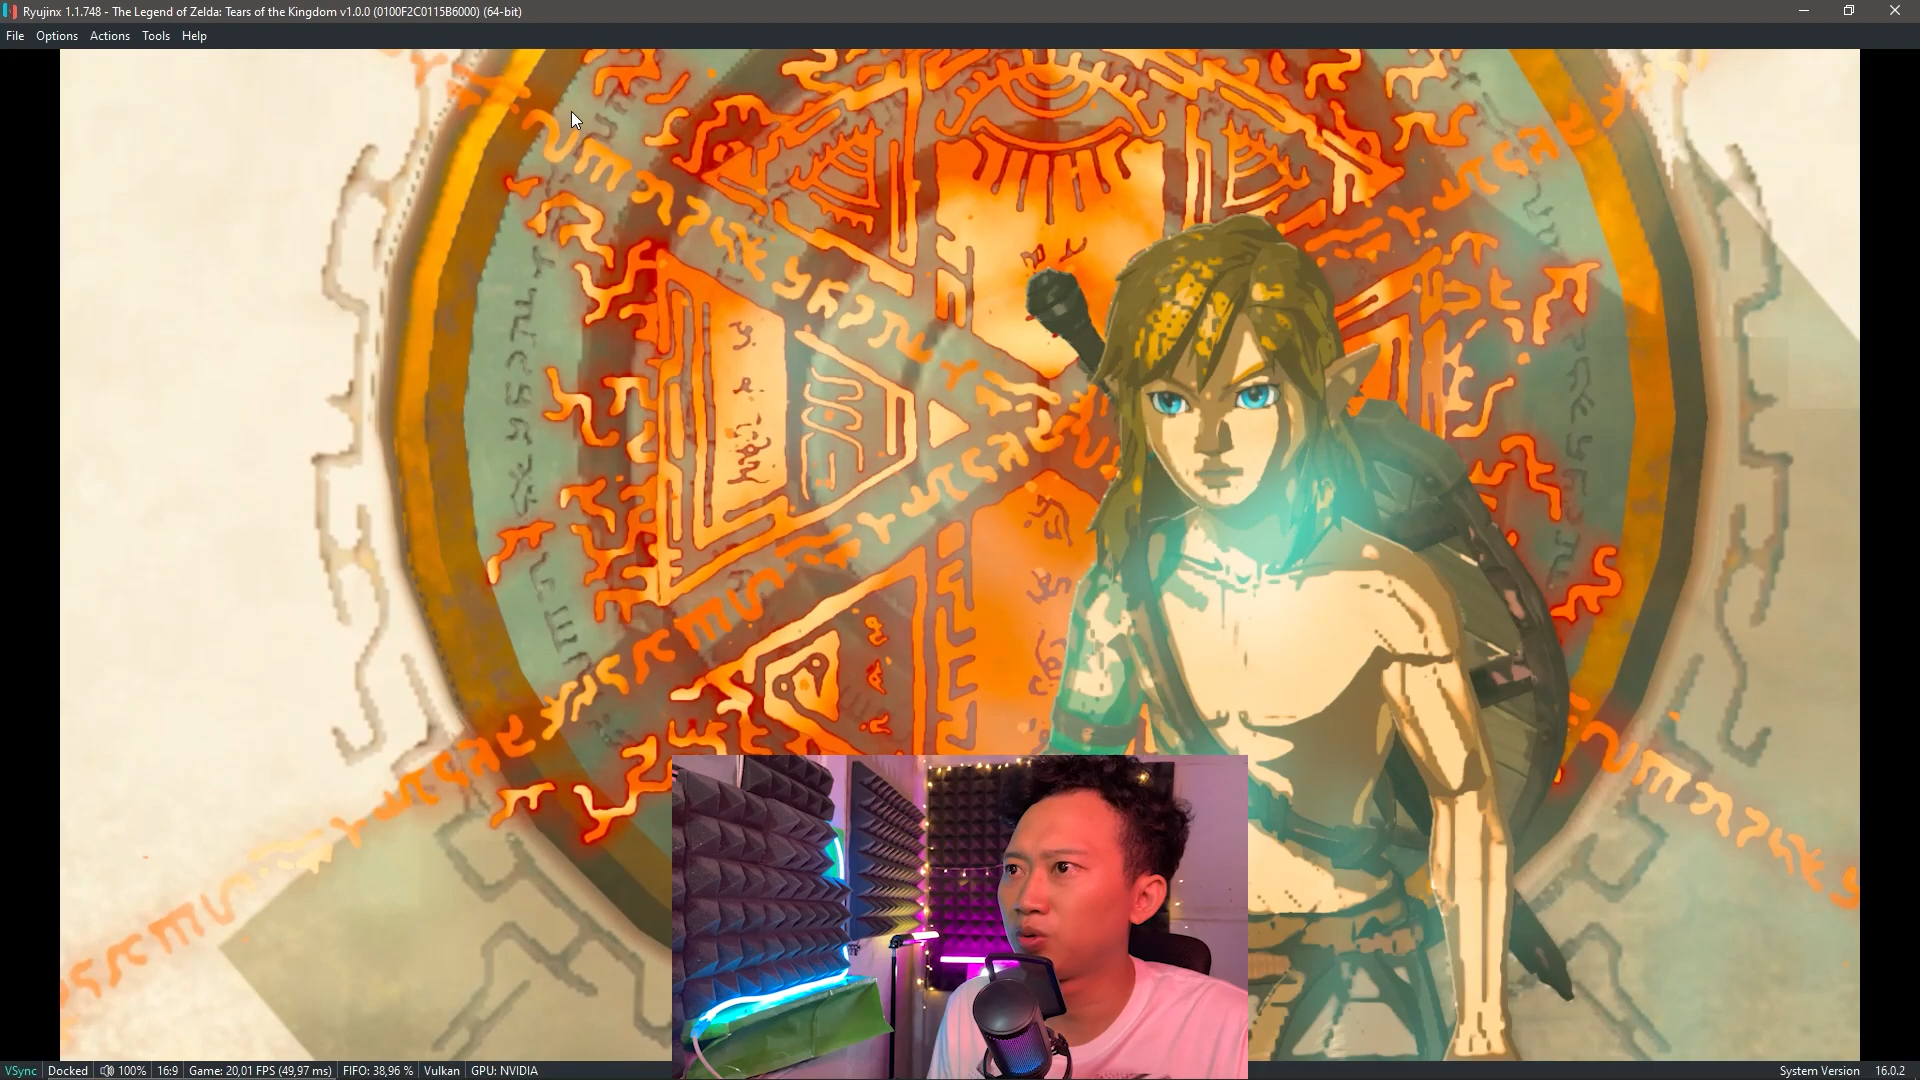 Ryujinx 1.1.748 - The Legend of Zelda: Tears of the Kingdom v1.0.0 (0100F2C0115B6000) (64-bit)
File Options Actions Tools Help
VSync Docked 100% 16:9 Game: 20,01 FPS (49,97 ms) FIFO: 38,96 % Vulkan GPU: NVIDIA System Version 16.0.2